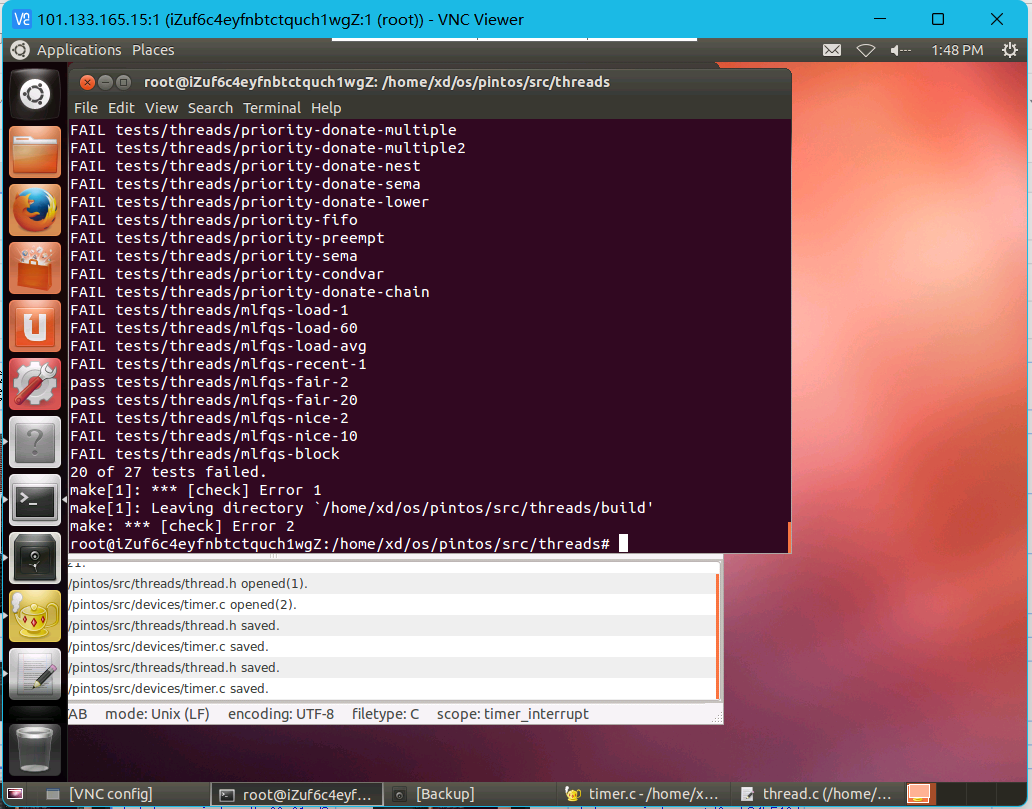 101.133.165.15:1 (iZuf6c4eyfnbtctquch1wgZ:1 (root)) - VNC Viewer
Applications Places 1:48 PM
root@iZuf6c4eyfnbtctquch1wgZ: /home/xd/os/pintos/src/threads
File Edit View Search Terminal Help
FAIL tests/threads/priority-donate-multiple
FAIL tests/threads/priority-donate-multiple2
FAIL tests/threads/priority-donate-nest
FAIL tests/threads/priority-donate-sema
FAIL tests/threads/priority-donate-lower
FAIL tests/threads/priority-fifo
FAIL tests/threads/priority-preempt
FAIL tests/threads/priority-sema
FAIL tests/threads/priority-condvar
FAIL tests/threads/priority-donate-chain
FAIL tests/threads/mlfqs-load-1
FAIL tests/threads/mlfqs-load-60
FAIL tests/threads/mlfqs-load-avg
FAIL tests/threads/mlfqs-recent-1
pass tests/threads/mlfqs-fair-2
pass tests/threads/mlfqs-fair-20
FAIL tests/threads/mlfqs-nice-2
FAIL tests/threads/mlfqs-nice-10
FAIL tests/threads/mlfqs-block
20 of 27 tests failed.
make[1]: *** [check] Error 1
make[1]: Leaving directory `/home/xd/os/pintos/src/threads/build'
make: *** [check] Error 2
root@iZuf6c4eyfnbtctquch1wgZ:/home/xd/os/pintos/src/threads#
/pintos/src/threads/thread.h opened(1).
/pintos/src/devices/timer.c opened(2).
/pintos/src/threads/thread.h saved.
/pintos/src/devices/timer.c saved.
/pintos/src/threads/thread.h saved.
/pintos/src/devices/timer.c saved.
AB mode: Unix (LF) encoding: UTF-8 filetype: C scope: timer_interrupt
[VNC config] root@iZuf6c4eyf... [Backup] timer.c - /home/x... thread.c (/home/...